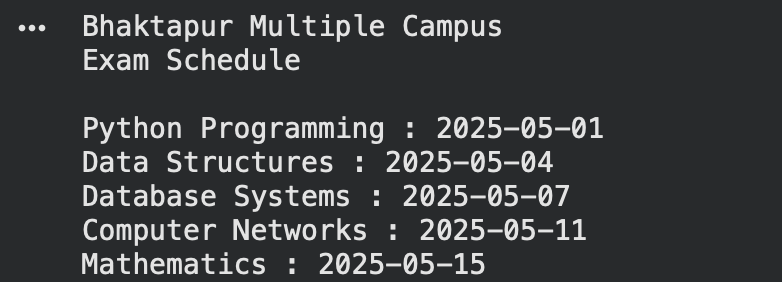 Bhaktapur Multiple Campus
Exam Schedule
Python Programming : 2025-05-01
Data Structures : 2025-05-04
Database Systems : 2025-05-07
Computer Networks : 2025-05-11
Mathematics : 2025-05-15